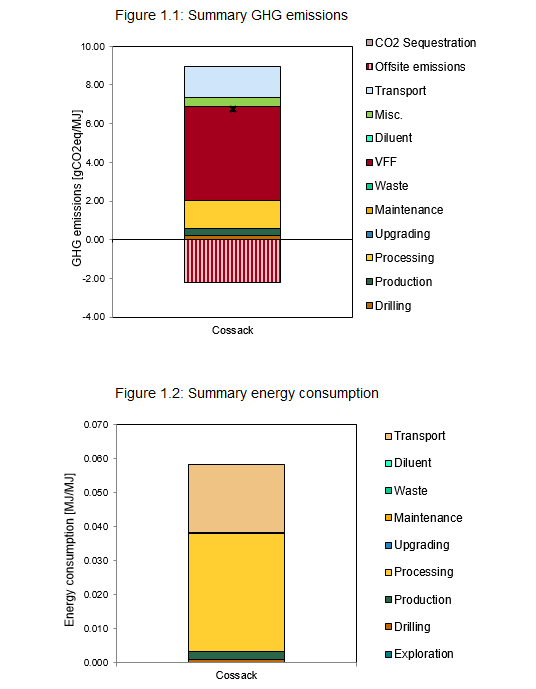 Figure 1.1: Summary GHG emissions
10.00
8.00
6.00
4.00
2.00
0.00
-2.00
-4.00
GHG emissions [gCO2eq/MJ]
Cossack
CO2 Sequestration
Offsite emissions
Transport
Misc.
Diluent
VFF
Waste
Maintenance
Upgrading
Processing
Production
Drilling
Figure 1.2: Summary energy consumption
0.070
0.060
0.050
0.040
0.030
0.020
0.010
0.000
Energy consumption [MJ/MJ]
Cossack
Transport
Diluent
Waste
Maintenance
Upgrading
Processing
Production
Drilling
Exploration